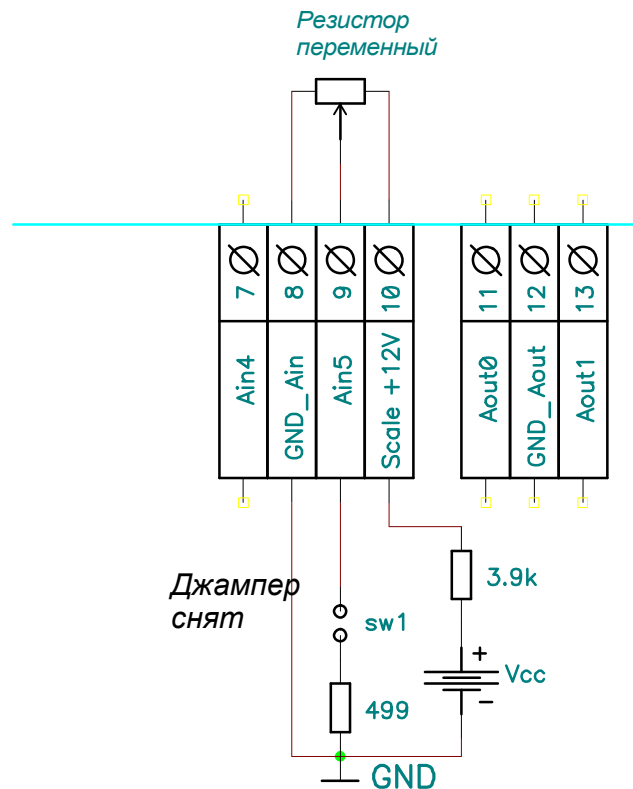 Резистор
переменный
7
8
9
10
11
12
13
Ain4
GND_Ain
Ain5
Scale +12V
Aout0
GND_Aout
Aout1
Джампер
снят
sw1
3.9k
+
Vcc
−
499
GND